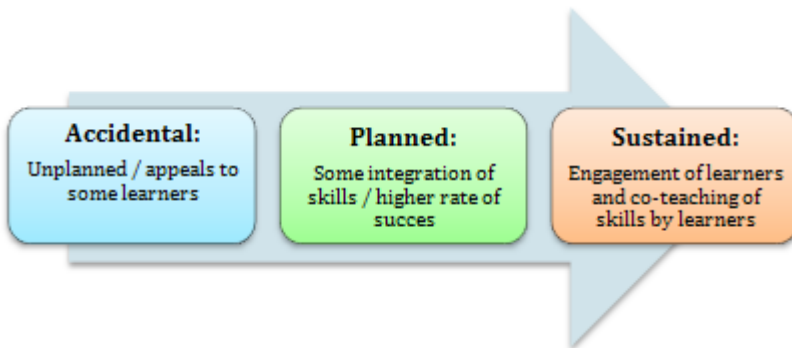 Accidental:
Unplanned / appeals to
some learners
Planned:
Some integration of
skills / higher rate of
succes
Sustained:
Engagement of learners
and co-teaching of
skills by learners